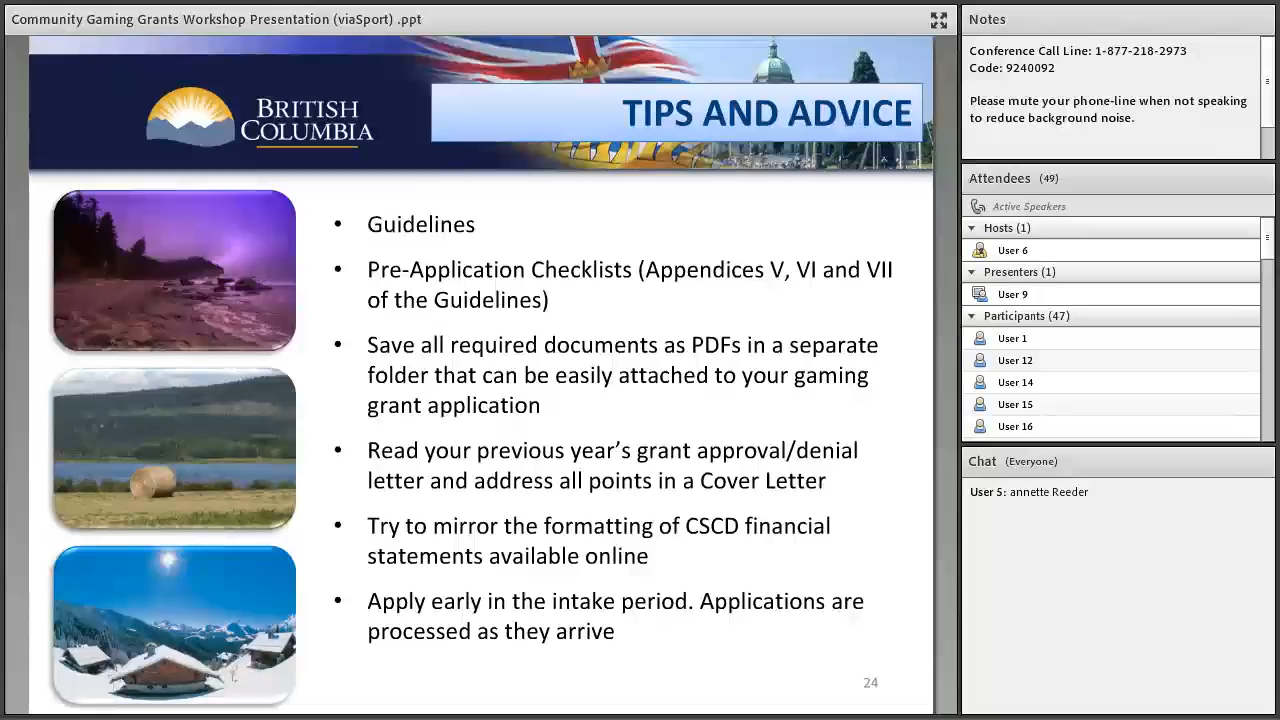 Community Gaming Grants Workshop Presentation (viaSport) .ppt
BRITISH
COLUMBIA
TIPS AND ADVICE
• Guidelines
• Pre-Application Checklists (Appendices V, VI and VII
of the Guidelines)
• Save all required documents as PDFs in a separate
folder that can be easily attached to your gaming
grant application
• Read your previous year’s grant approval/denial
letter and address all points in a Cover Letter
• Try to mirror the formatting of CSCD financial
statements available online
• Apply early in the intake period. Applications are
processed as they arrive
24
Notes
Conference Call Line: 1-877-218-2973
Code: 9240092
Please mute your phone-line when not speaking
to reduce background noise.
Attendees (49)
Active Speakers
Hosts (1)
User 6
Presenters (1)
User 9
Participants (47)
User 1
User 12
User 14
User 15
User 16
Chat (Everyone)
User 5: annette Reeder